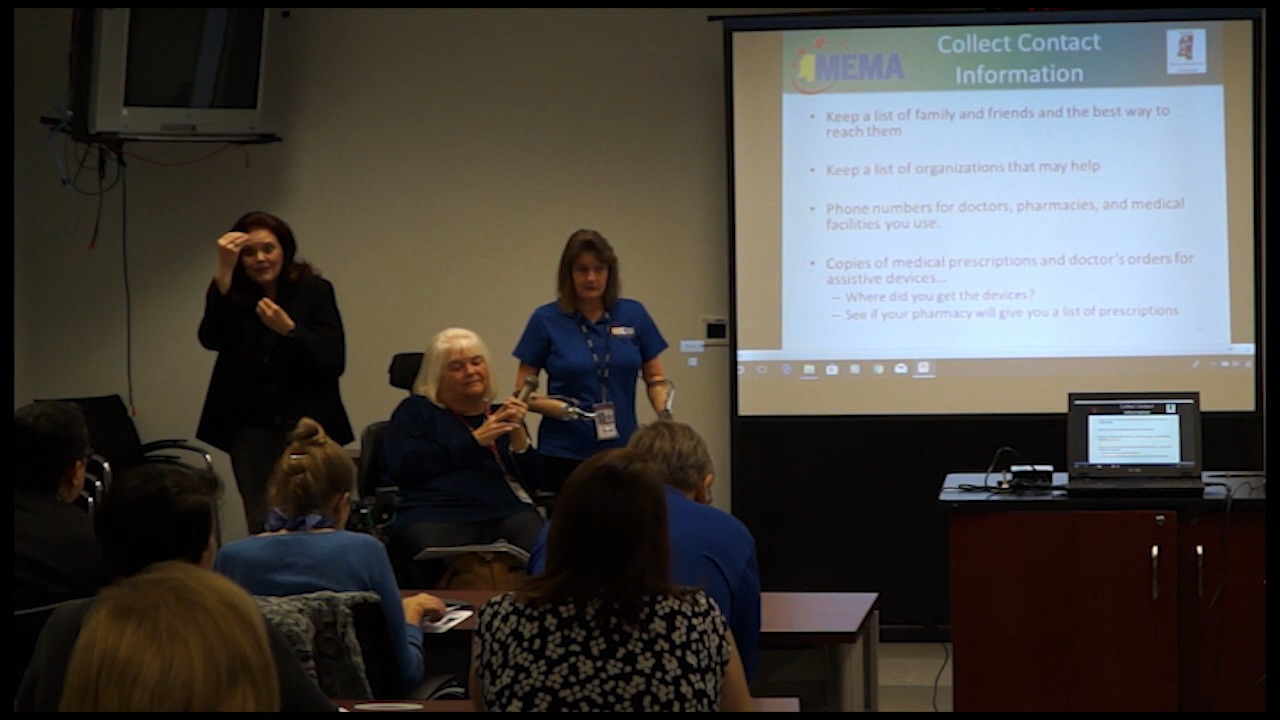 MEMA
Collect Contact
Information
• Keep a list of family and friends and the best way to
reach them
• Keep a list of organizations that may help
• Phone numbers for doctors, pharmacies, and medical
facilities you use.
• Copies of medical prescriptions and doctor's orders for
assistive devices...
– Where did you get the devices?
– See if your pharmacy will give you a list of prescriptions
Collect Contact
Information